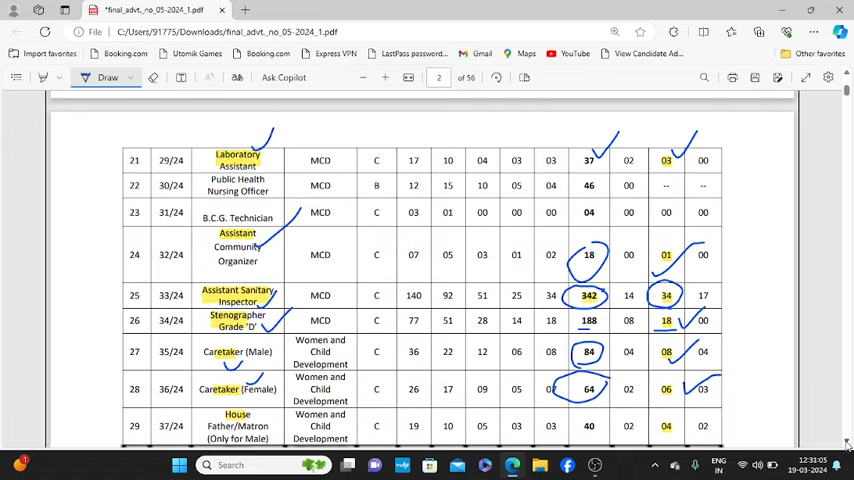 *final_advt._no_05-2024_1.pdf
File C:/Users/91775/Downloads/final_advt._no_05-2024_1.pdf
Import favorites Booking.com Utomik Games Booking.com Express VPN LastPass password... Gmail Maps YouTube View Candidate Ad... Other favorites
Draw Ask Copilot 2 of 56
21 29/24 Laboratory Assistant MCD C 17 10 04 03 03 37 02 03 00
22 30/24 Public Health Nursing Officer MCD B 12 15 10 05 04 46 00 -- --
23 31/24 B.C.G. Technician MCD C 03 01 00 00 00 04 00 00 00
24 32/24 Assistant Community Organizer MCD C 07 05 03 01 02 18 00 01 00
25 33/24 Assistant Sanitary Inspector MCD C 140 92 51 25 34 342 14 34 17
26 34/24 Stenographer Grade 'D' MCD C 77 51 28 14 18 188 08 18 00
27 35/24 Caretaker (Male) Women and Child Development C 36 22 12 06 08 84 04 08 04
28 36/24 Caretaker (Female) Women and Child Development C 26 17 09 05 07 64 02 06 03
29 37/24 House Father/Matron (Only for Male) Women and Child Development C 19 10 05 03 03 40 02 04 02
Search ENG IN 12:31:05 19-03-2024